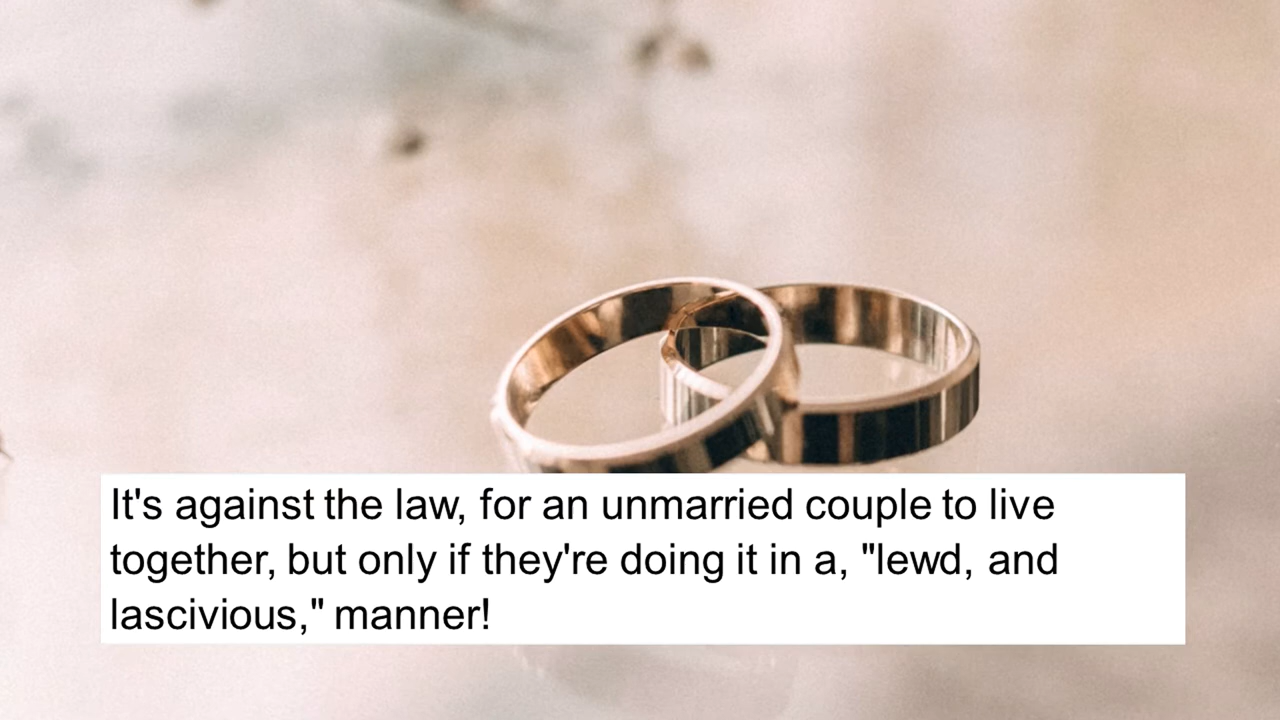 It's against the law, for an unmarried couple to live
together, but only if they're doing it in a, "lewd, and
lascivious," manner!